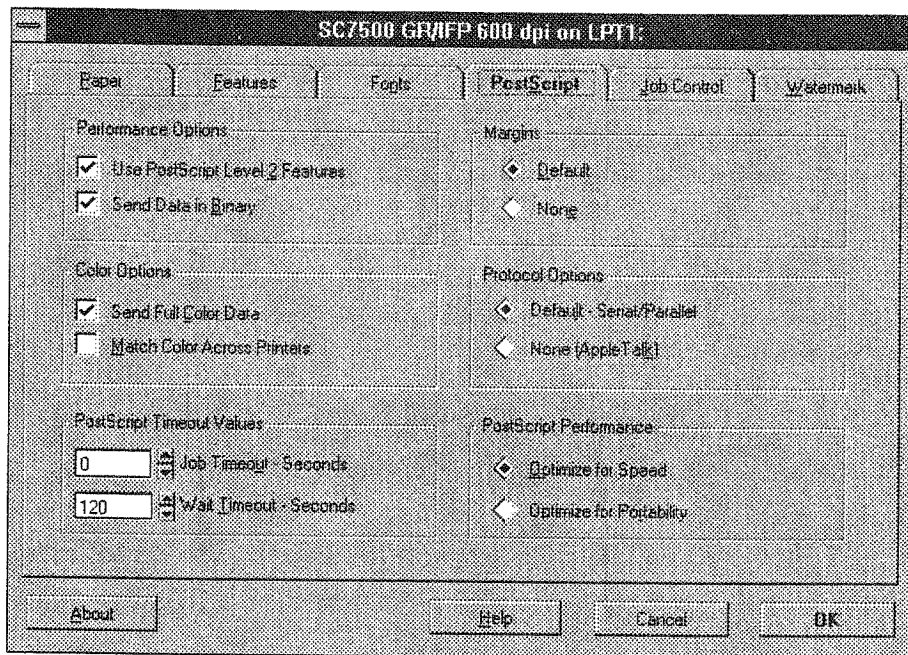 SC7500 GR/IFP 600 dpi on LPT1:
Paper
Features
Fonts
PostScript
Job Control
Watermark
Performance Options
Use PostScript Level 2 Features
Send Data in Binary
Margins
Default
None
Color Options
Send Full Color Data
Match Color Across Printers
Protocol Options
Default - Serial/Parallel
None (AppleTalk)
PostScript Timeout Values
0 Job Timeout - Seconds
120 Wait Timeout - Seconds
PostScript Performance
Optimize for Speed
Optimize for Portability
About
Help
Cancel
OK